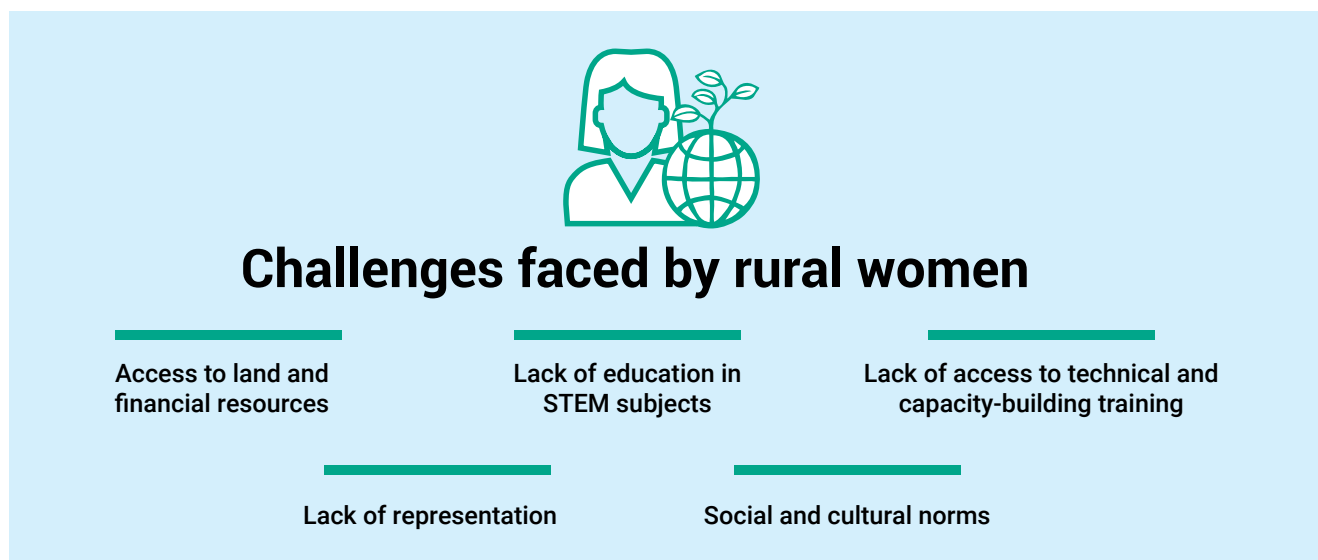 Challenges faced by rural women
Access to land and
financial resources
Lack of education in
STEM subjects
Lack of access to technical and
capacity-building training
Lack of representation
Social and cultural norms